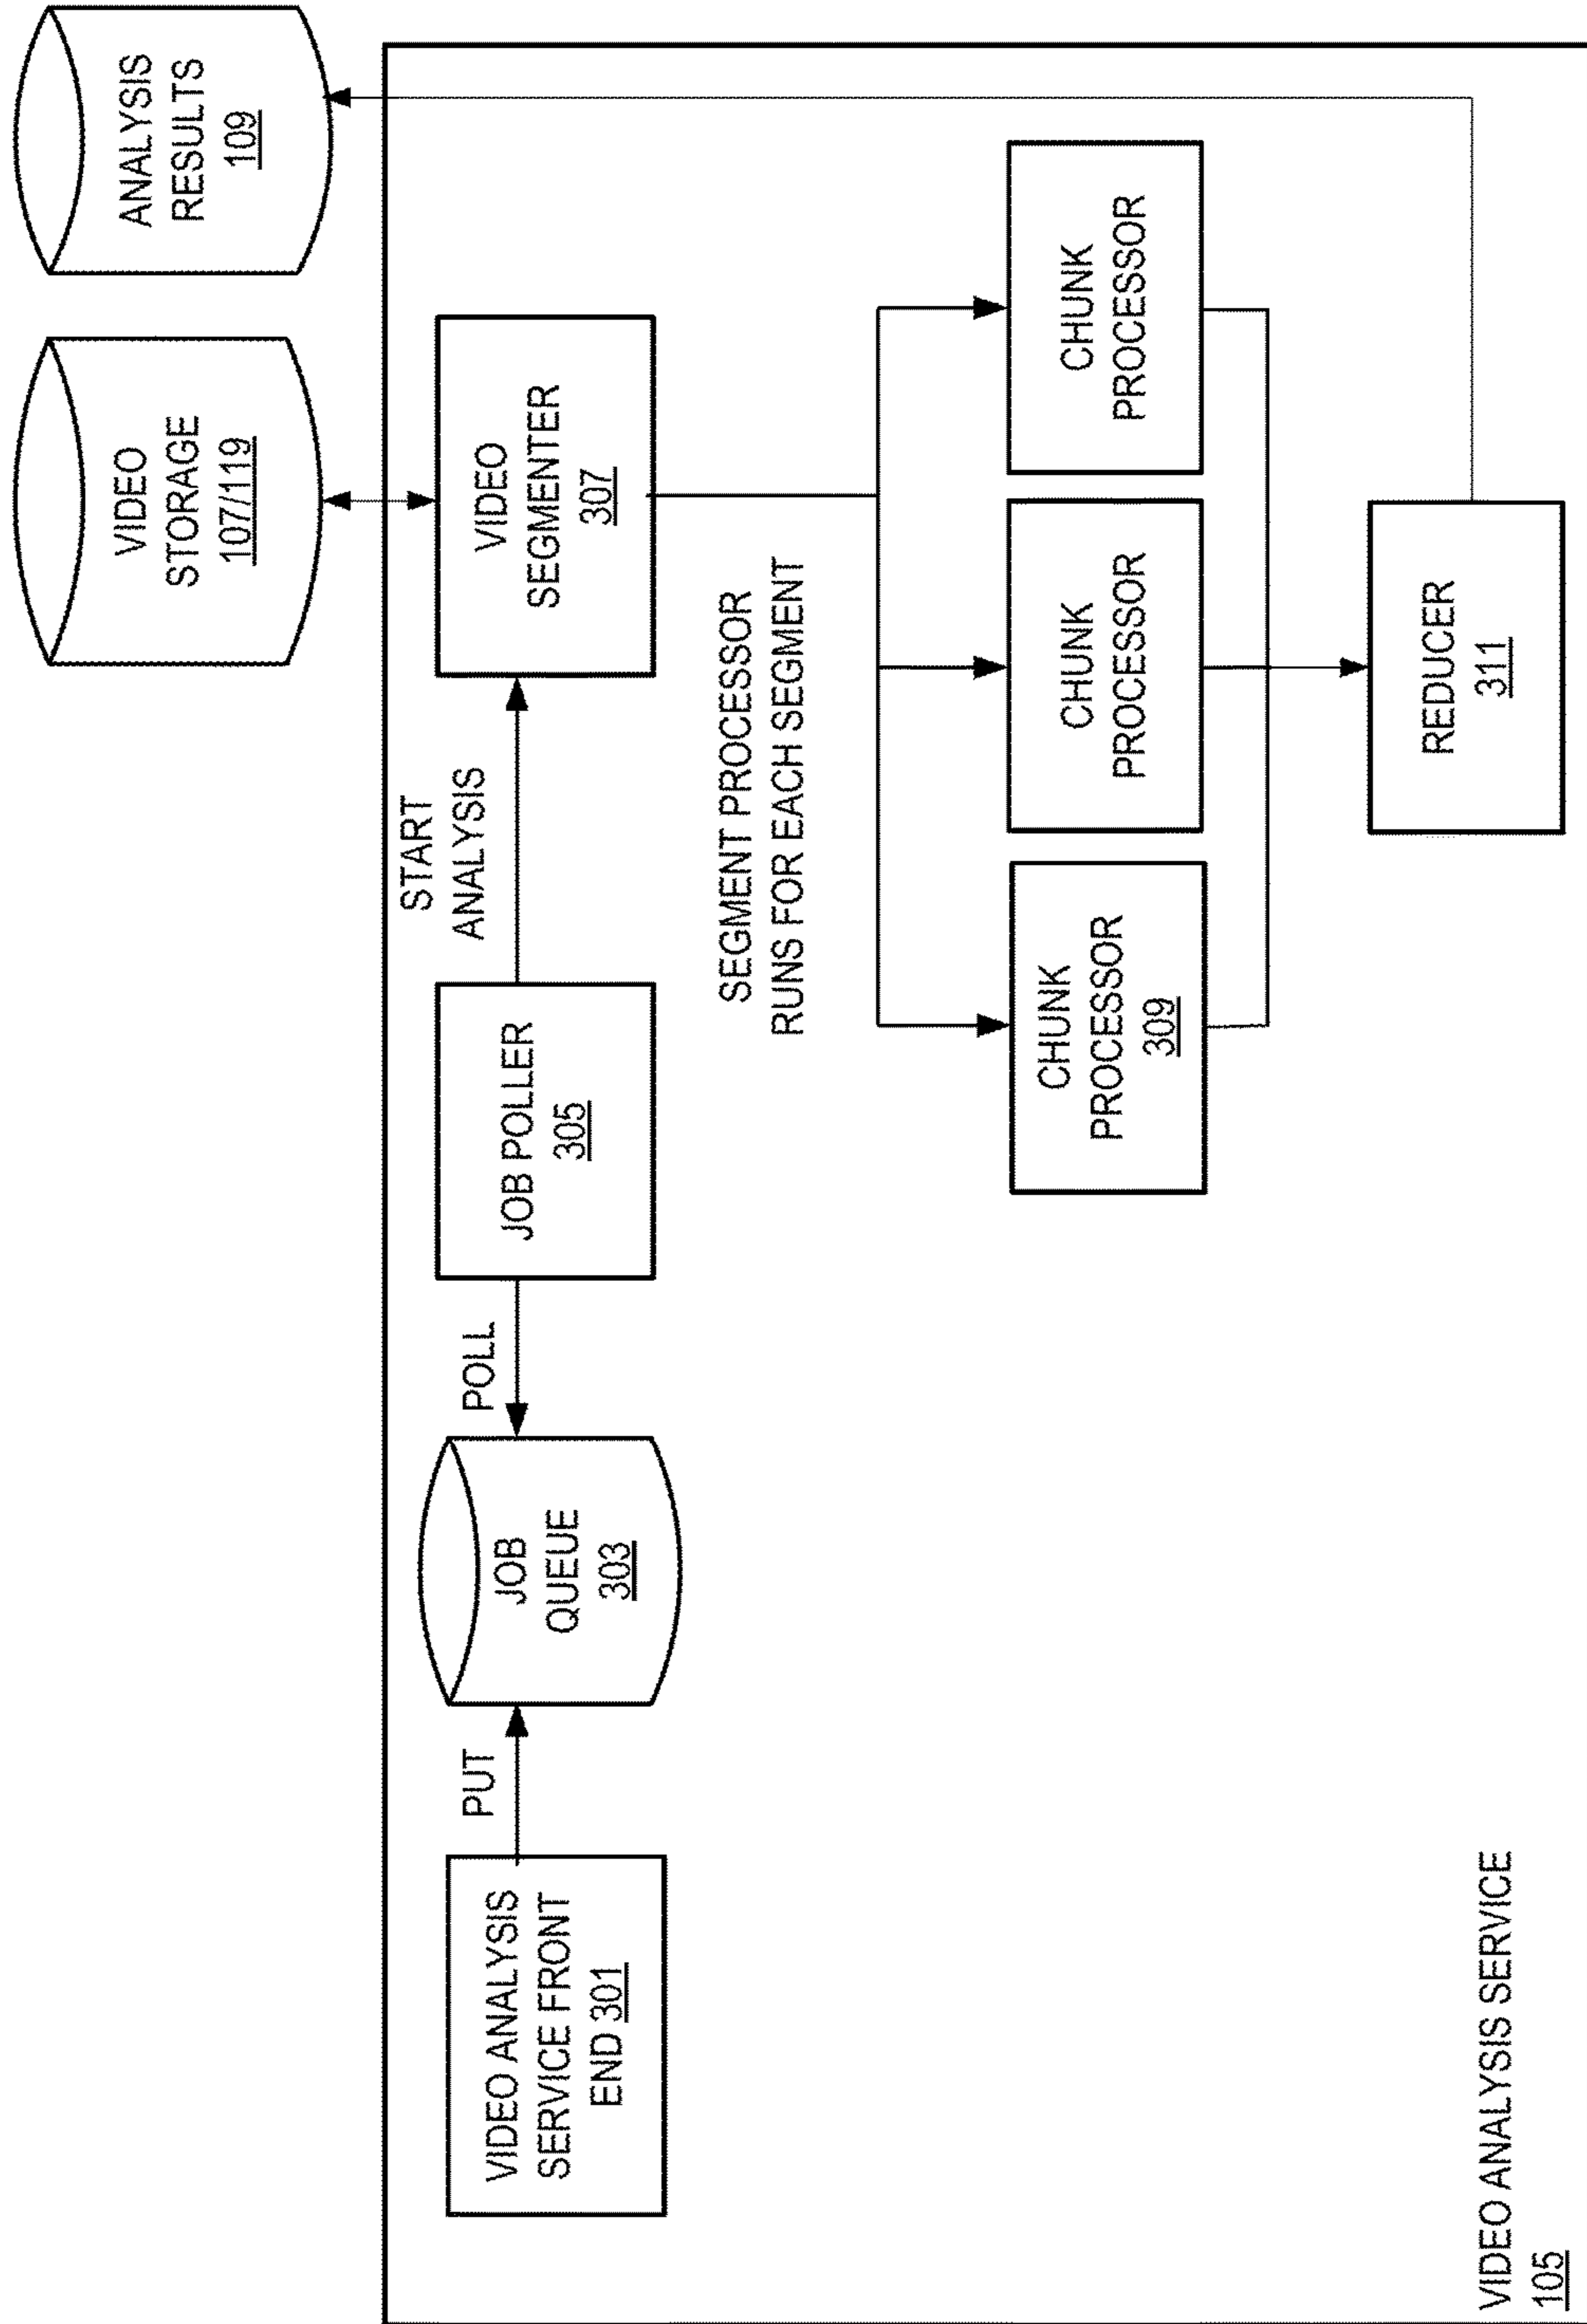 VIDEO
STORAGE
107/119
ANALYSIS
RESULTS
109
VIDEO ANALYSIS
SERVICE FRONT
END 301
PUT
JOB
QUEUE
303
POLL
JOB POLLER
305
START
ANALYSIS
VIDEO
SEGMENTER
307
SEGMENT PROCESSOR
RUNS FOR EACH SEGMENT
CHUNK
PROCESSOR
309
CHUNK
PROCESSOR
CHUNK
PROCESSOR
REDUCER
311
VIDEO ANALYSIS SERVICE
105